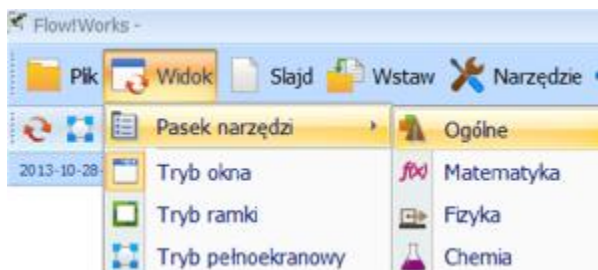 Flow!Works -
Plik Widok Slajd Wstaw Narzędzie
Pasek narzędzi Ogólne
2013-10-28- Tryb okna f(x) Matematyka
Tryb ramki Fizyka
Tryb pełnoekranowy Chemia